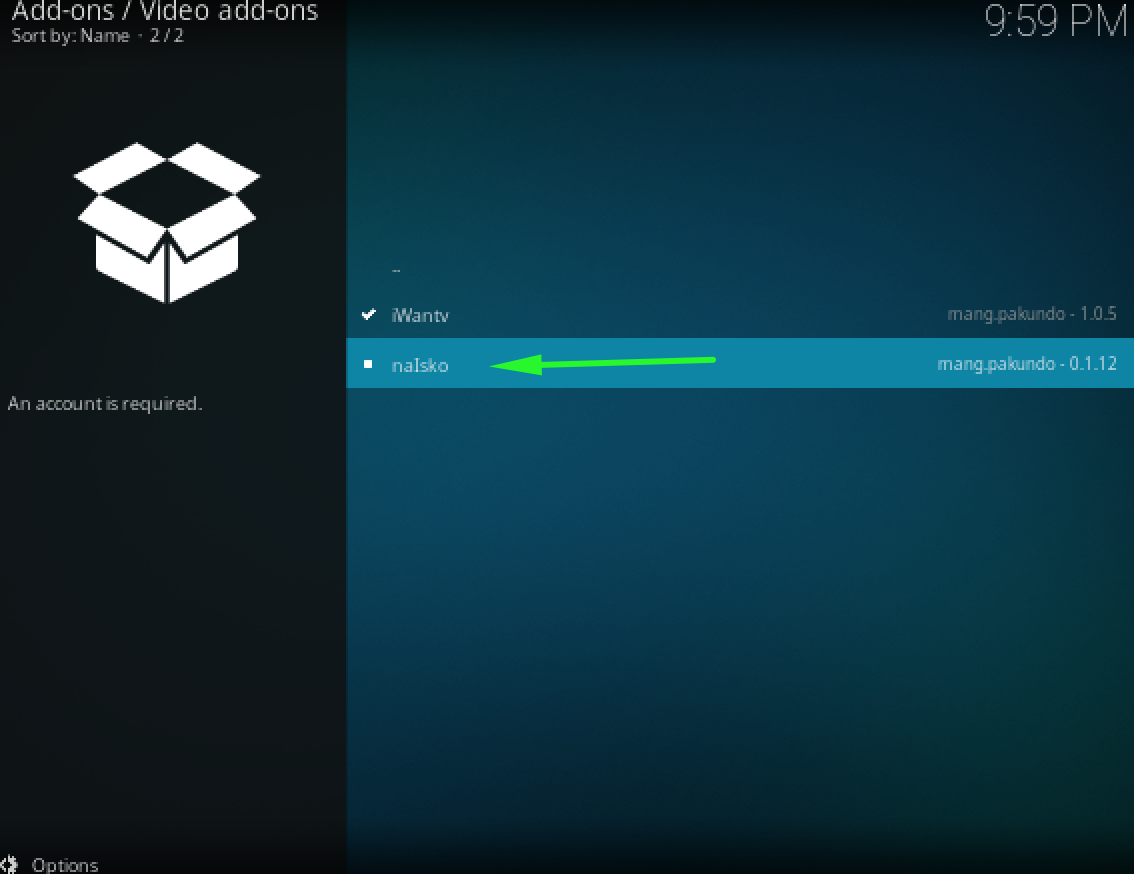 Add-ons / Video add-ons
9:59 PM
Sort by: Name · 2 / 2
..
iWantv mang.pakundo - 1.0.5
naIsko mang.pakundo - 0.1.12
An account is required.
Options